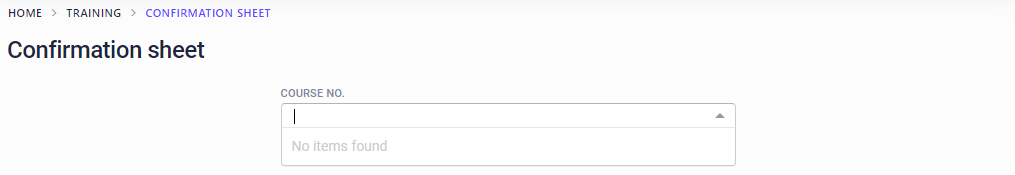 HOME > TRAINING > CONFIRMATION SHEET
Confirmation sheet
COURSE NO.
No items found